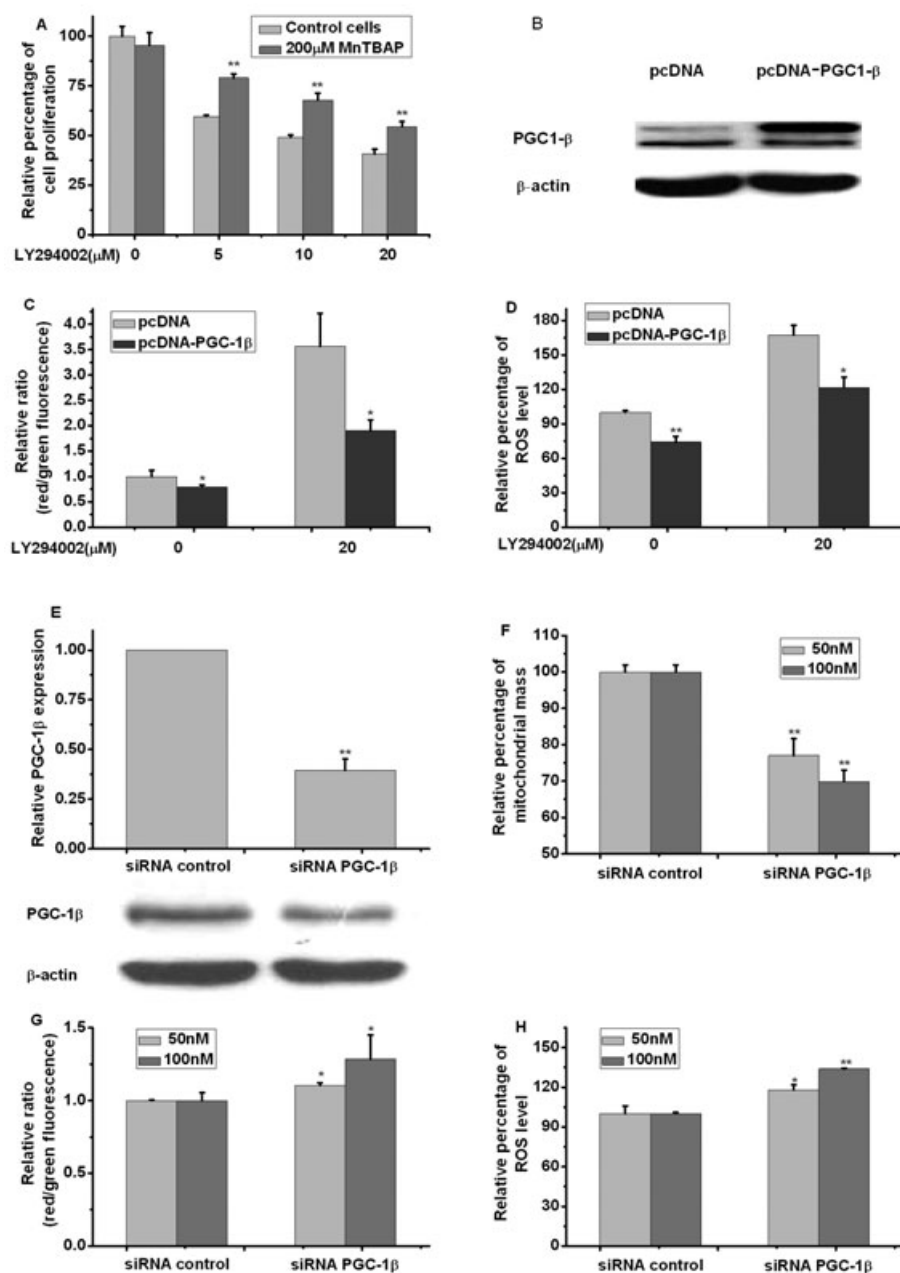 A
Relative percentage of
cell proliferation
100
75
50
25
0
Control cells
200μM MnTBAP
**
**
**
LY294002(μM)
0
5
10
20
B
pcDNA
pcDNA-PGC1-β
PGC1-β
β-actin
C
Relative ratio
(red/green fluorescence)
4.0
3.5
3.0
2.5
2.0
1.5
1.0
0.5
0.0
pcDNA
pcDNA-PGC-1β
*
*
LY294002(μM)
0
20
D
Relative percentage of
ROS level
180
150
120
90
60
30
0
pcDNA
pcDNA-PGC-1β
**
*
LY294002(μM)
0
20
E
Relative PGC-1β expression
1.00
0.75
0.50
0.25
0.00
**
siRNA control
siRNA PGC-1β
PGC-1β
β-actin
F
Relative percentage of
mitochondrial mass
110
100
90
80
70
60
50
50nM
100nM
**
**
siRNA control
siRNA PGC-1β
G
Relative ratio
(red/green fluorescence)
1.5
1.0
0.5
0.0
50nM
100nM
*
*
siRNA control
siRNA PGC-1β
H
Relative percentage of
ROS level
150
120
90
60
30
0
50nM
100nM
*
**
siRNA control
siRNA PGC-1β